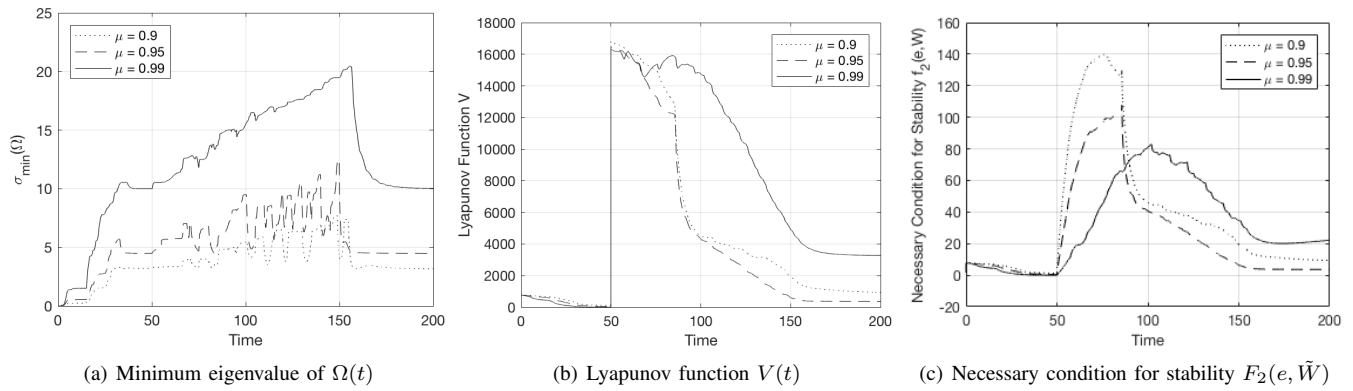 25
20
15
10
5
0
0
50
100
150
200
σmin(Ω)
Time
μ = 0.9
μ = 0.95
μ = 0.99
(a) Minimum eigenvalue of Ω(t)
18000
16000
14000
12000
10000
8000
6000
4000
2000
0
0
50
100
150
200
Lyapunov Function V
Time
μ = 0.9
μ = 0.95
μ = 0.99
(b) Lyapunov function V(t)
160
140
120
100
80
60
40
20
0
-20
0
50
100
150
200
Necessary Condition for Stability f2(e,W)
Time
μ = 0.9
μ = 0.95
μ = 0.99
(c) Necessary condition for stability F2(e, W̃)